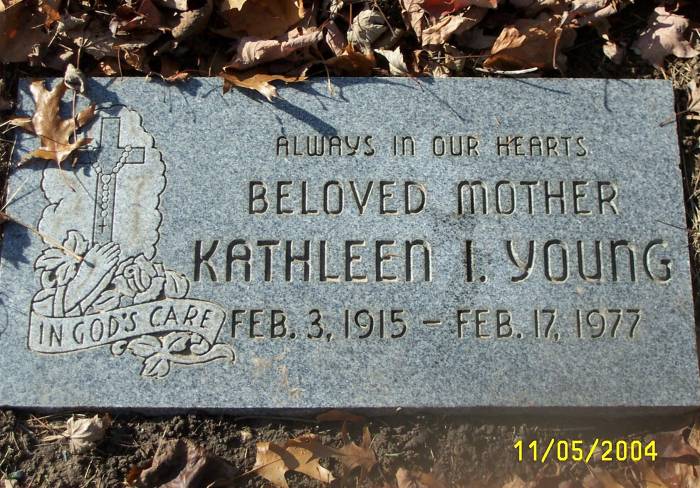 ALWAYS IN OUR HEARTS
BELOVED MOTHER
KATHLEEN I. YOUNG
FEB. 3, 1915 – FEB. 17, 1977
IN GOD'S CARE
11/05/2004